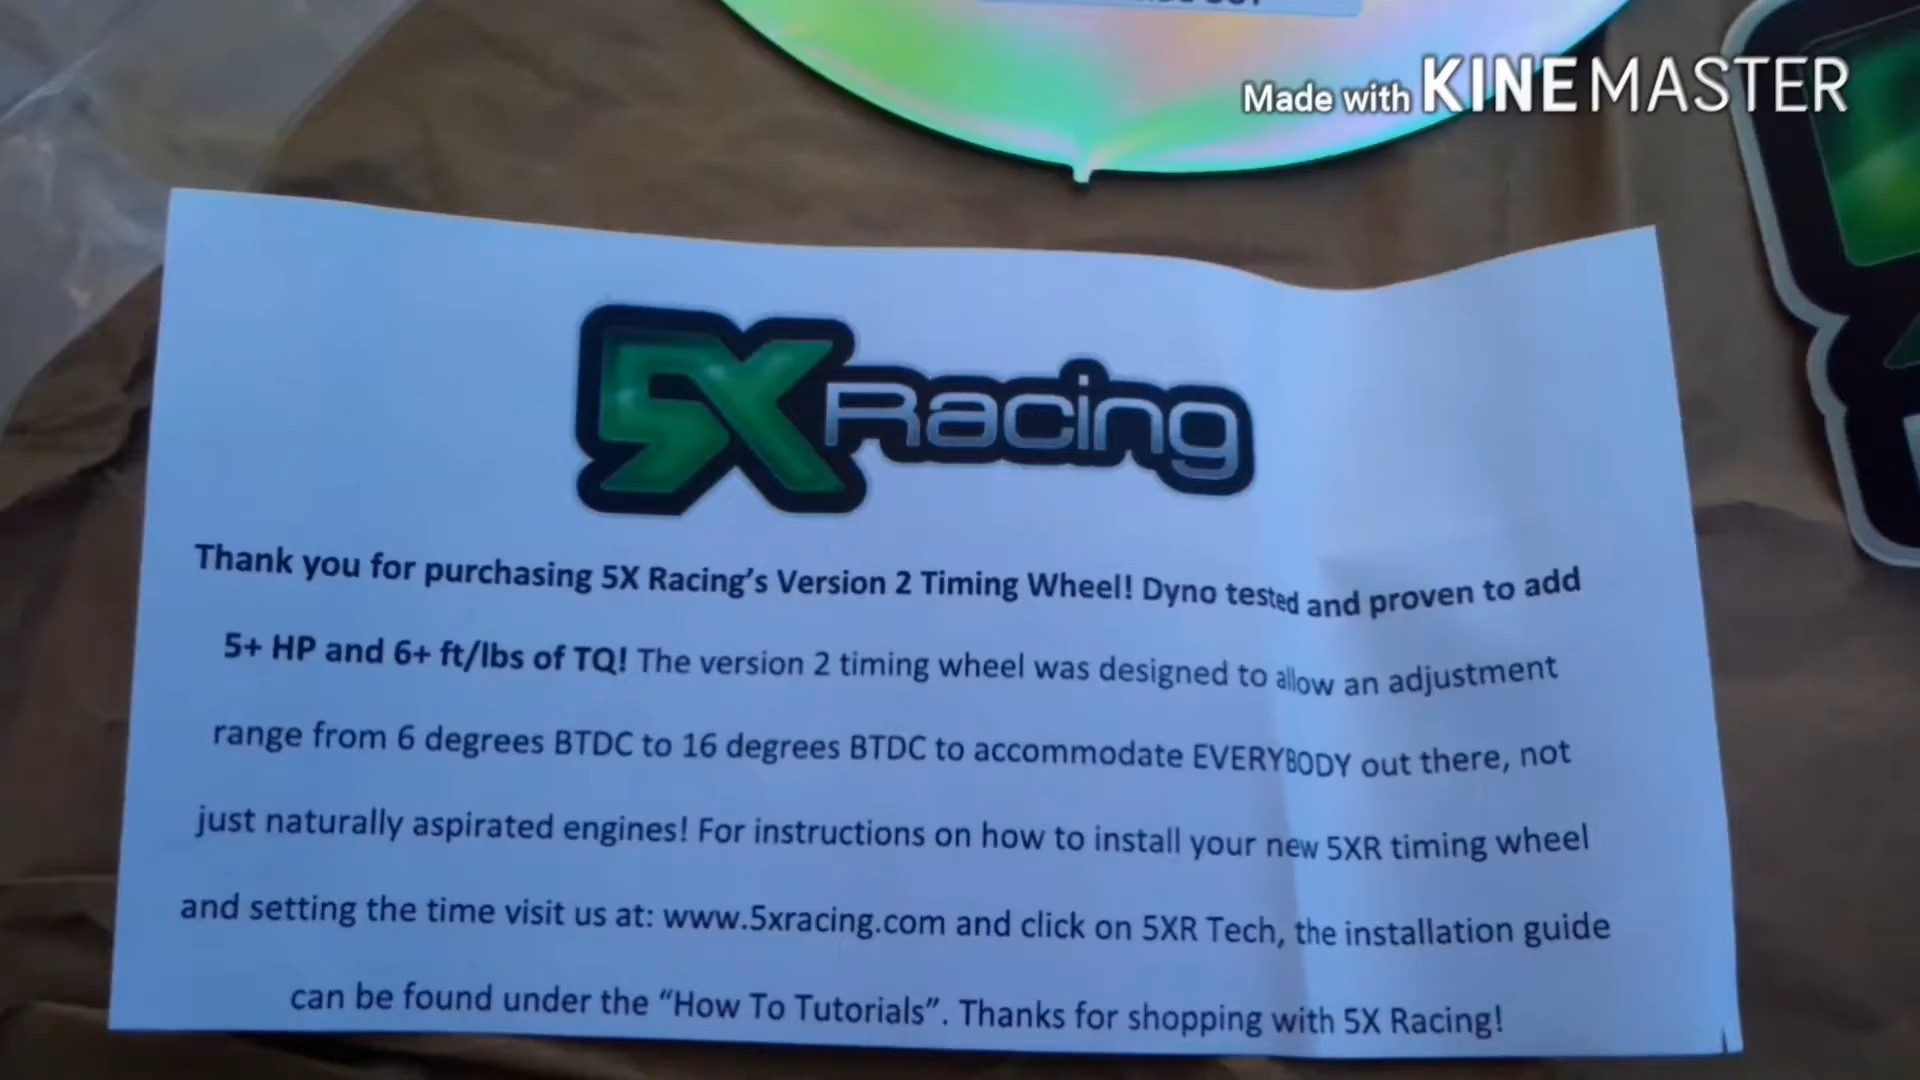 Made with KINEMASTER
5X Racing
Thank you for purchasing 5X Racing's Version 2 Timing Wheel! Dyno tested and proven to add
5+ HP and 6+ ft/lbs of TQ! The version 2 timing wheel was designed to allow an adjustment
range from 6 degrees BTDC to 16 degrees BTDC to accommodate EVERYBODY out there, not
just naturally aspirated engines! For instructions on how to install your new 5XR timing wheel
and setting the time visit us at: www.5xracing.com and click on 5XR Tech, the installation guide
can be found under the “How To Tutorials”. Thanks for shopping with 5X Racing!